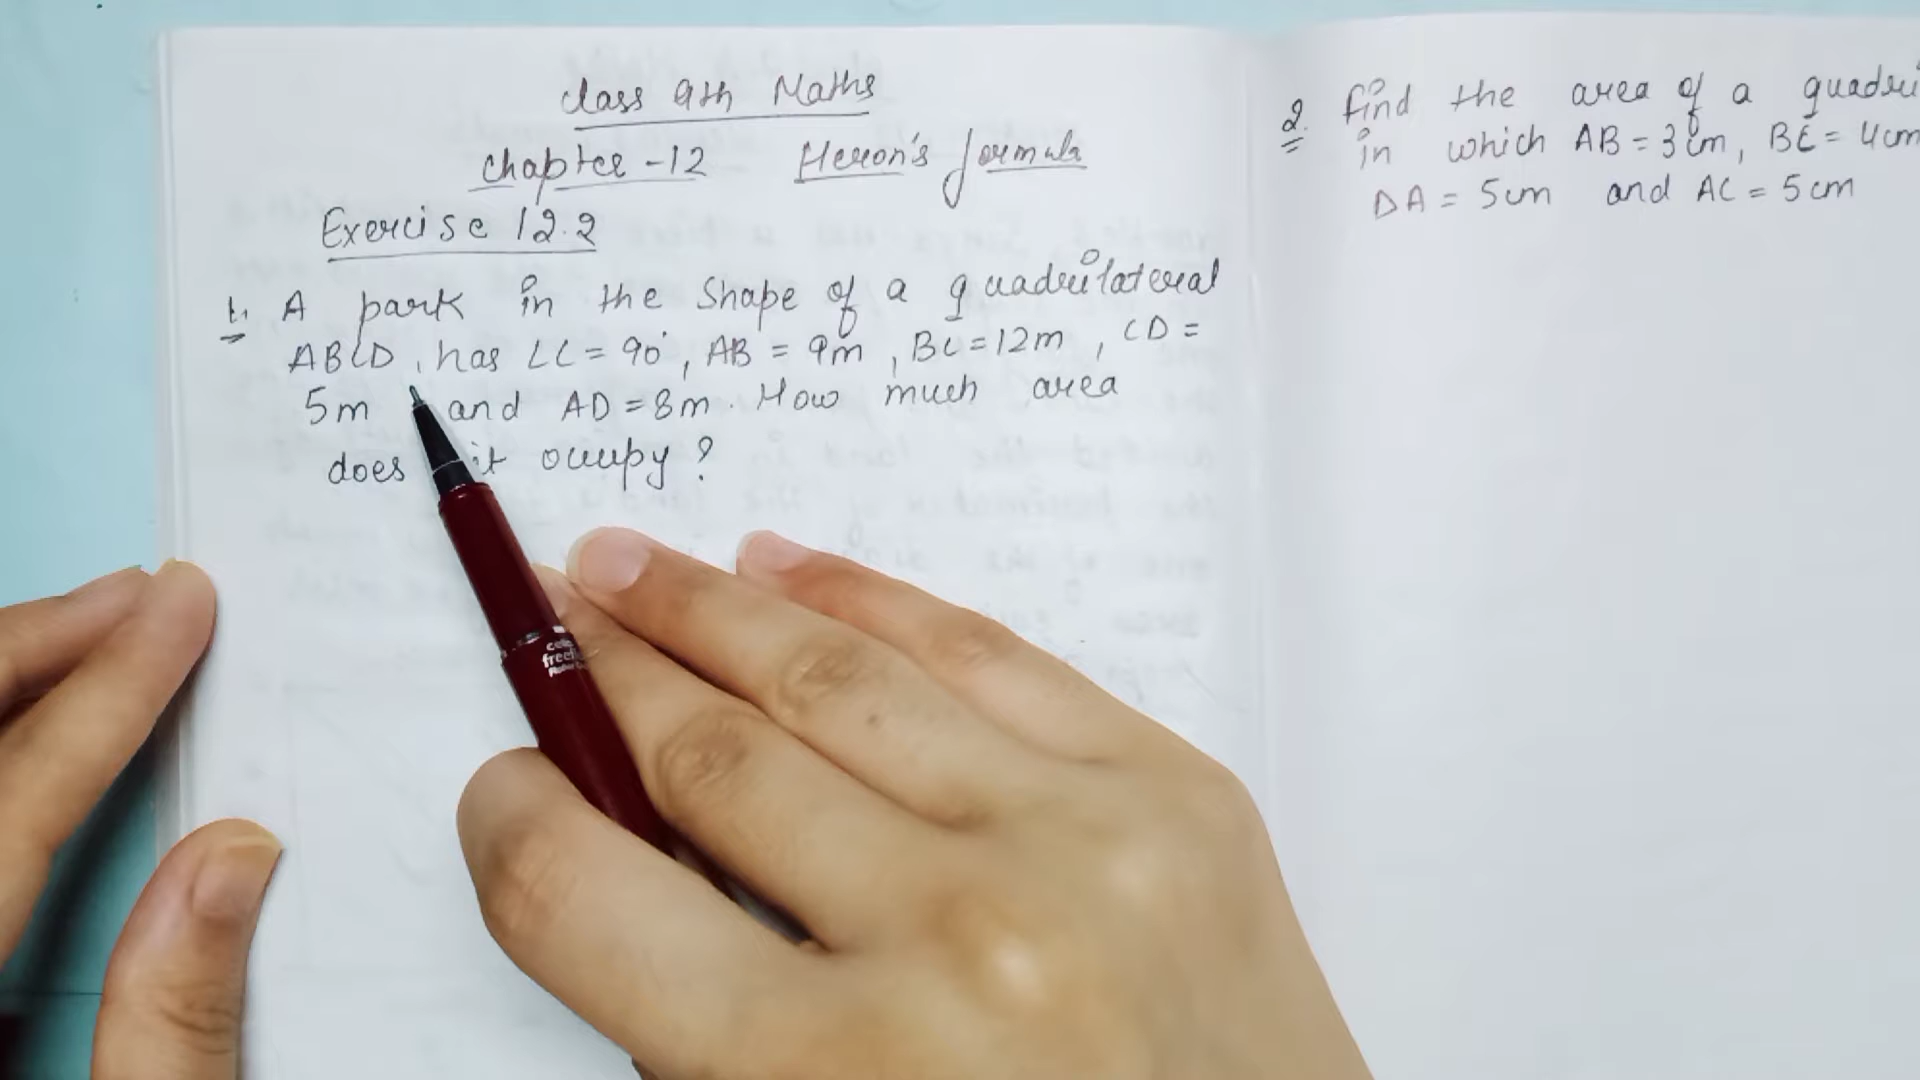 Class 9th Maths
Chapter -12 Heron's formula
Exercise 12.2
1. A park in the Shape of a quadrilateral
ABCD, has ∠C = 90°, AB = 9m, BC = 12m, CD =
5m and AD = 8m. How much area
does it occupy?
2. find the area of a
in which AB = 3cm, BC = 4cm
DA = 5cm and AC = 5cm